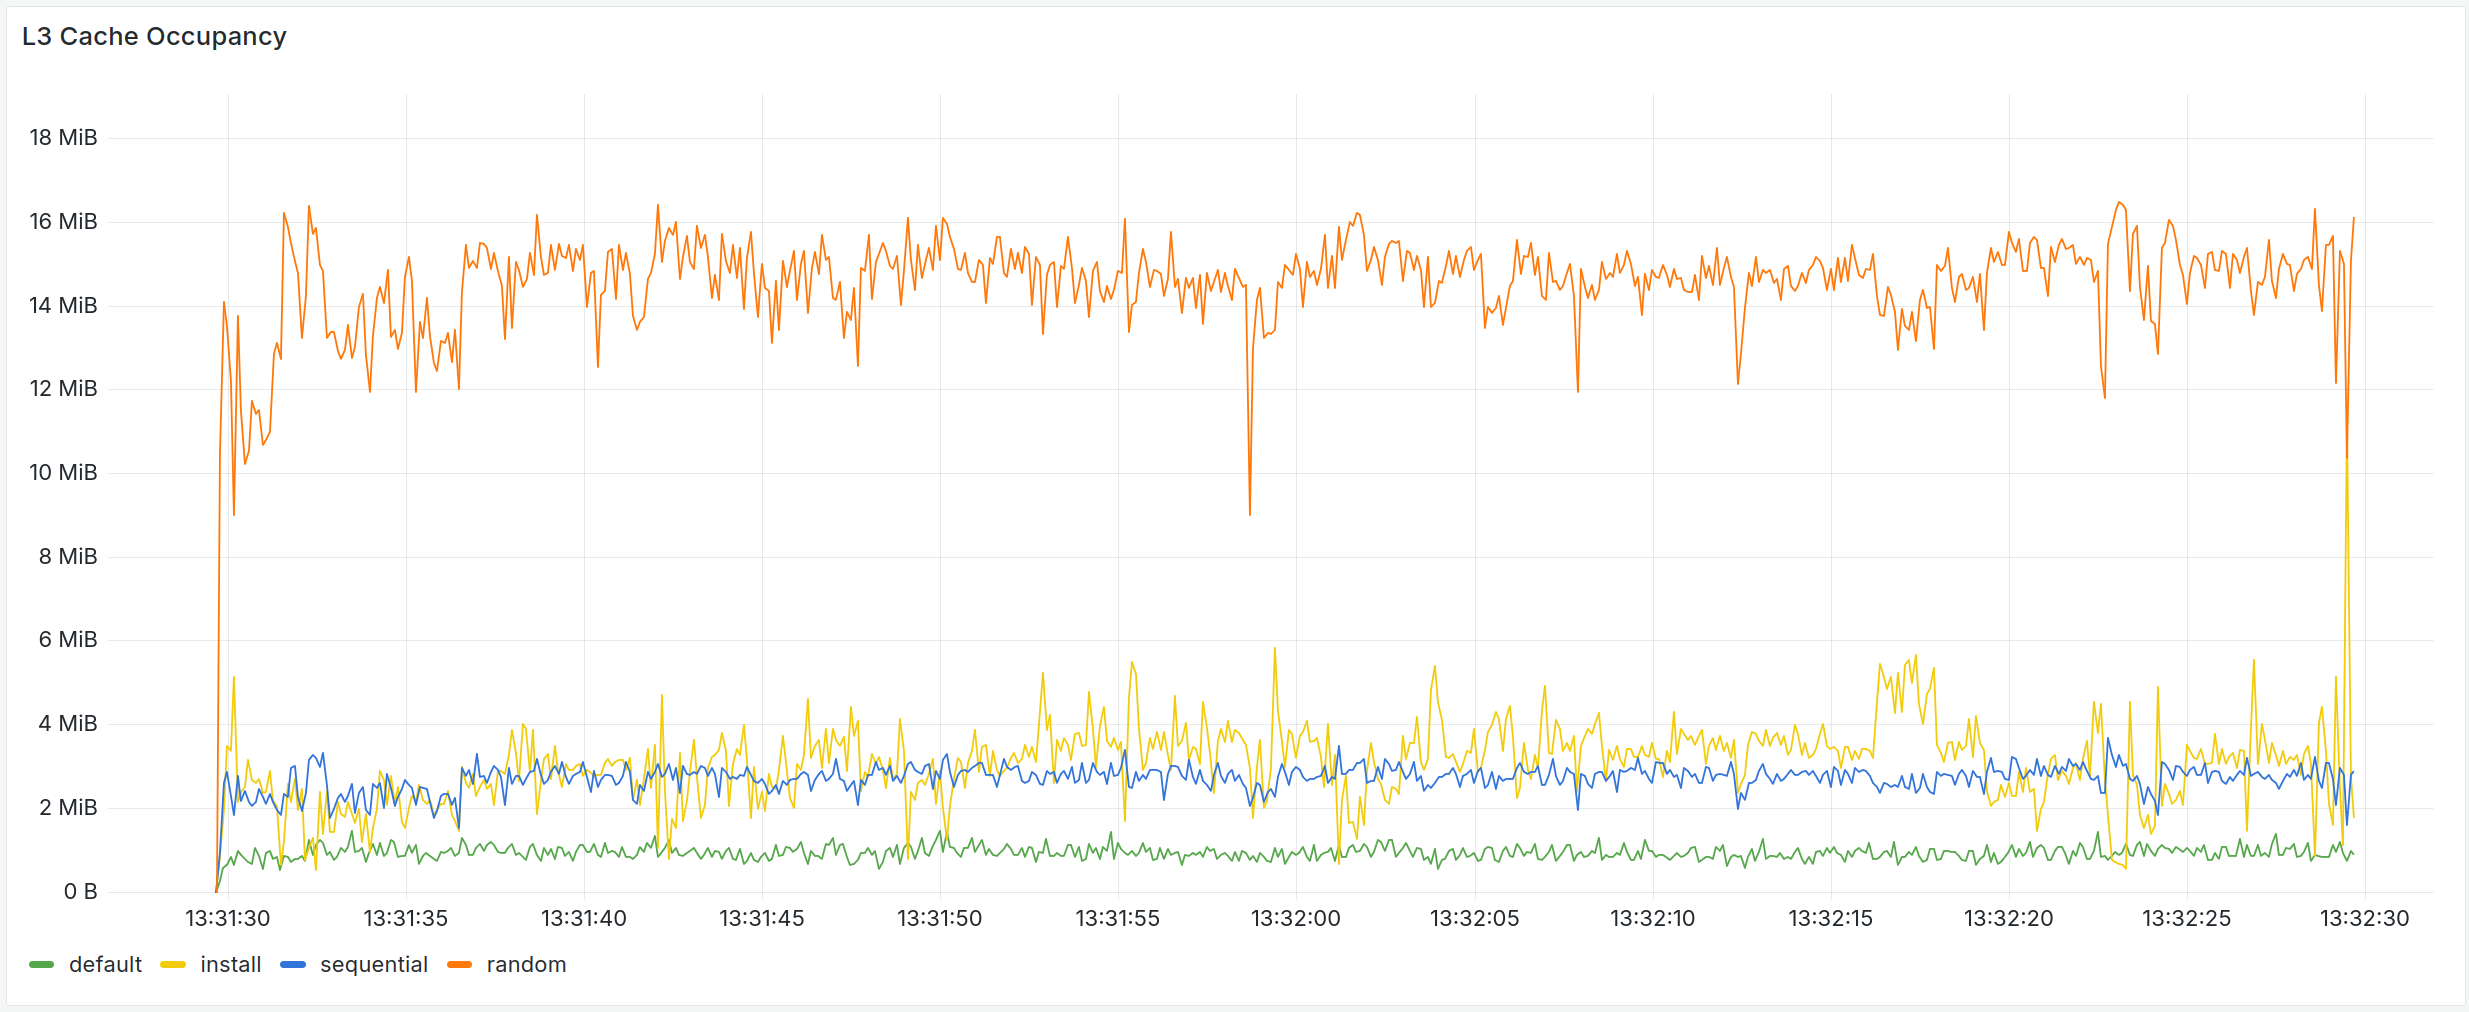 L3 Cache Occupancy
18 MiB
16 MiB
14 MiB
12 MiB
10 MiB
8 MiB
6 MiB
4 MiB
2 MiB
0 B
13:31:30 13:31:35 13:31:40 13:31:45 13:31:50 13:31:55 13:32:00 13:32:05 13:32:10 13:32:15 13:32:20 13:32:25 13:32:30
default install sequential random